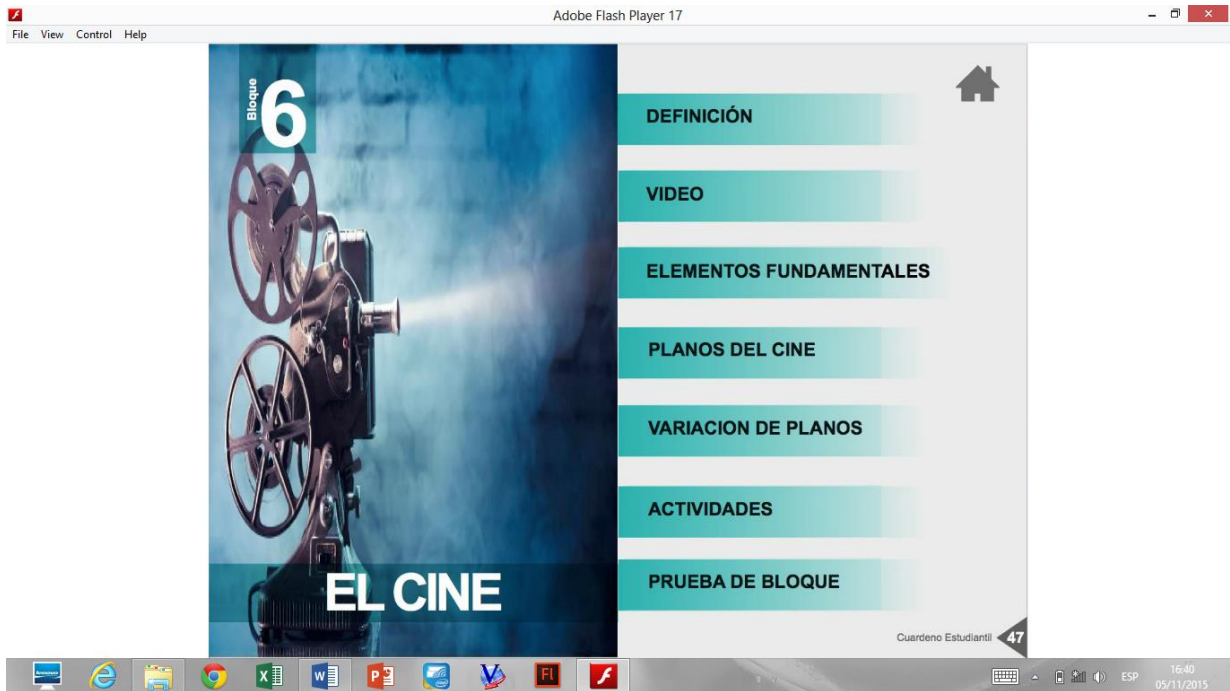 Adobe Flash Player 17
File View Control Help
Bloque
6
EL CINE
DEFINICIÓN
VIDEO
ELEMENTOS FUNDAMENTALES
PLANOS DEL CINE
VARIACION DE PLANOS
ACTIVIDADES
PRUEBA DE BLOQUE
Cuardeno Estudiantil 47
ESP
16:40
05/11/2015